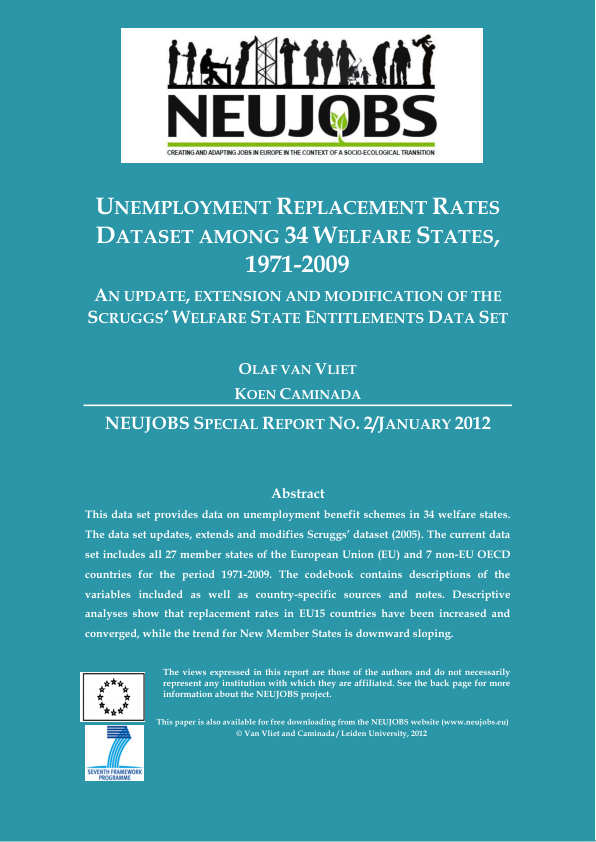 NEUJOBS
CREATING AND ADAPTING JOBS IN EUROPE IN THE CONTEXT OF A SOCIO-ECOLOGICAL TRANSITION
UNEMPLOYMENT REPLACEMENT RATES
DATASET AMONG 34 WELFARE STATES,
1971-2009
AN UPDATE, EXTENSION AND MODIFICATION OF THE
SCRUGGS' WELFARE STATE ENTITLEMENTS DATA SET
OLAF VAN VLIET
KOEN CAMINADA
NEUJOBS SPECIAL REPORT NO. 2/JANUARY 2012
Abstract
This data set provides data on unemployment benefit schemes in 34 welfare states.
The data set updates, extends and modifies Scruggs' dataset (2005). The current data
set includes all 27 member states of the European Union (EU) and 7 non-EU OECD
countries for the period 1971-2009. The codebook contains descriptions of the
variables included as well as country-specific sources and notes. Descriptive
analyses show that replacement rates in EU15 countries have been increased and
converged, while the trend for New Member States is downward sloping.
The views expressed in this report are those of the authors and do not necessarily
represent any institution with which they are affiliated. See the back page for more
information about the NEUJOBS project.
This paper is also available for free downloading from the NEUJOBS website (www.neujobs.eu)
© Van Vliet and Caminada / Leiden University, 2012
SEVENTH FRAMEWORK
PROGRAMME